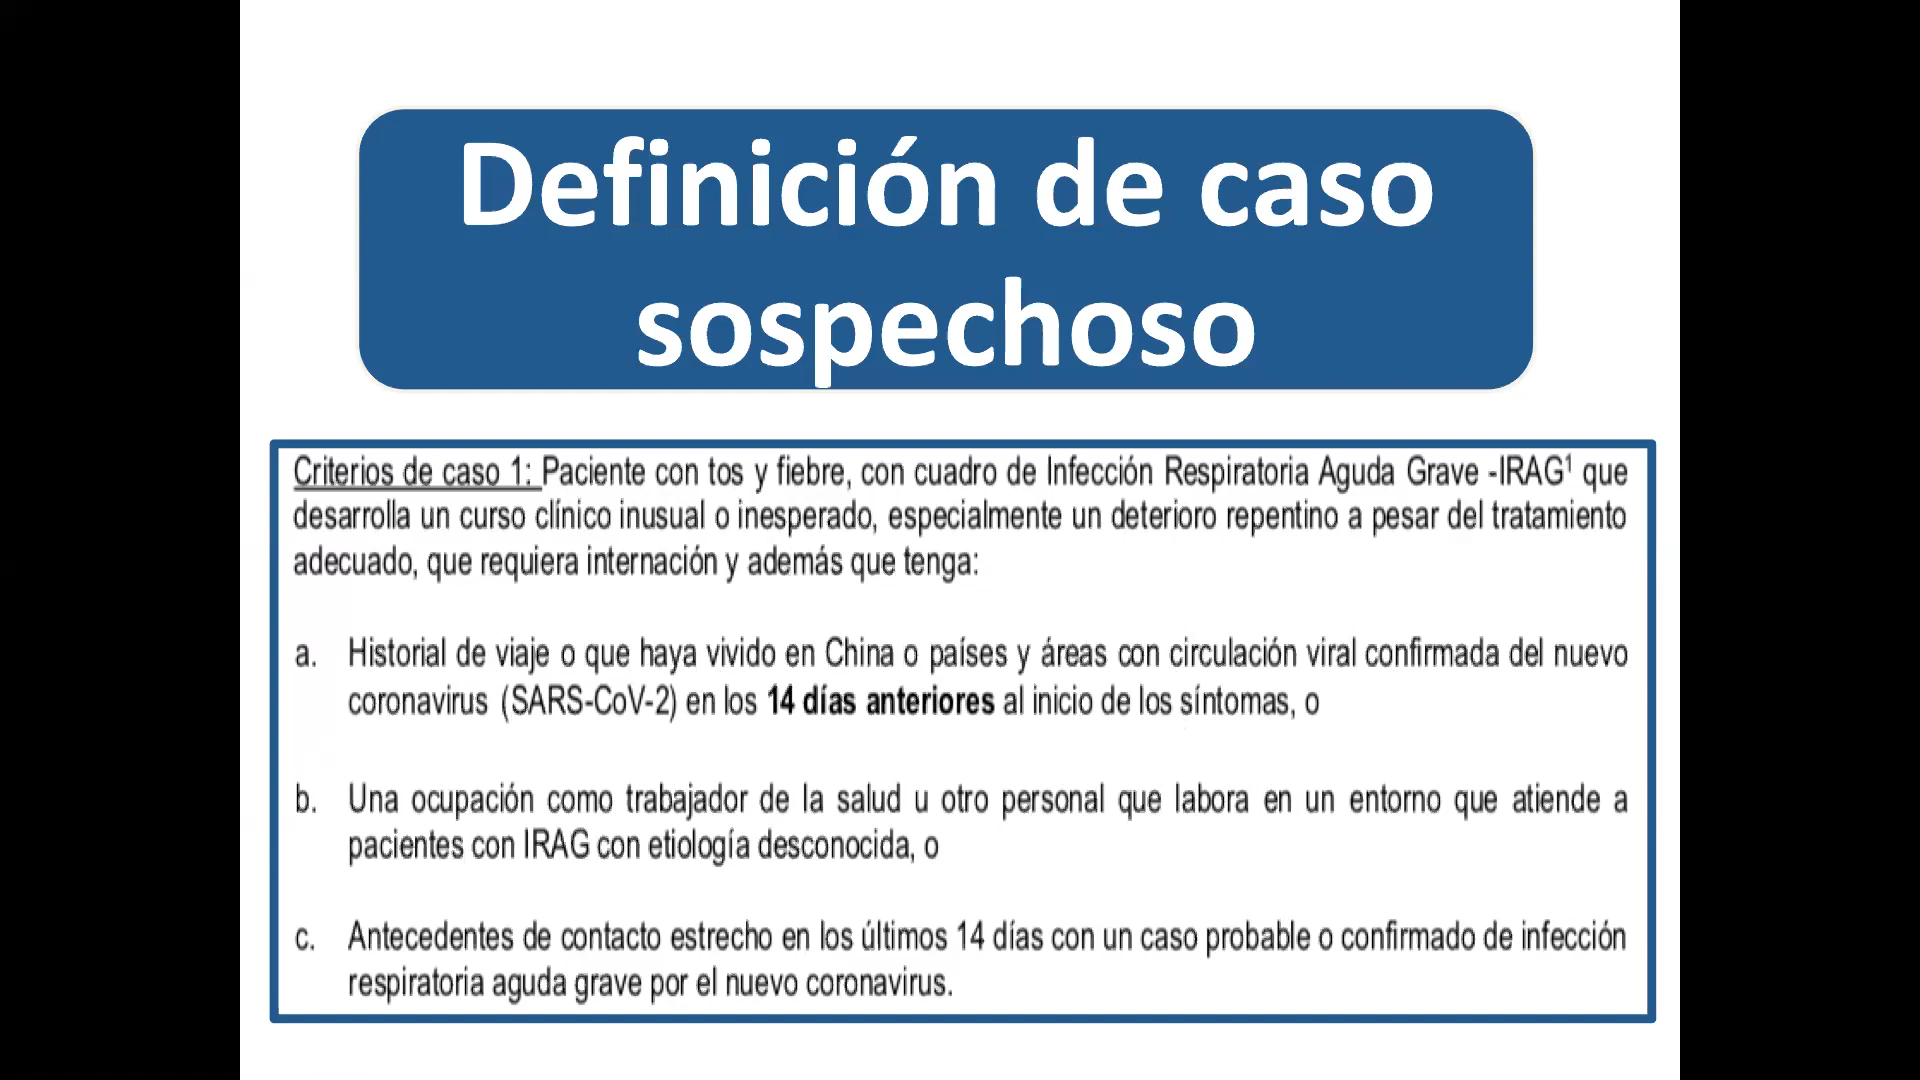 Definición de caso
sospechoso
Criterios de caso 1: Paciente con tos y fiebre, con cuadro de Infección Respiratoria Aguda Grave -IRAG¹ que
desarrolla un curso clínico inusual o inesperado, especialmente un deterioro repentino a pesar del tratamiento
adecuado, que requiera internación y además que tenga:
a. Historial de viaje o que haya vivido en China o países y áreas con circulación viral confirmada del nuevo
coronavirus (SARS-CoV-2) en los 14 días anteriores al inicio de los síntomas, o
b. Una ocupación como trabajador de la salud u otro personal que labora en un entorno que atiende a
pacientes con IRAG con etiología desconocida, o
c. Antecedentes de contacto estrecho en los últimos 14 días con un caso probable o confirmado de infección
respiratoria aguda grave por el nuevo coronavirus.